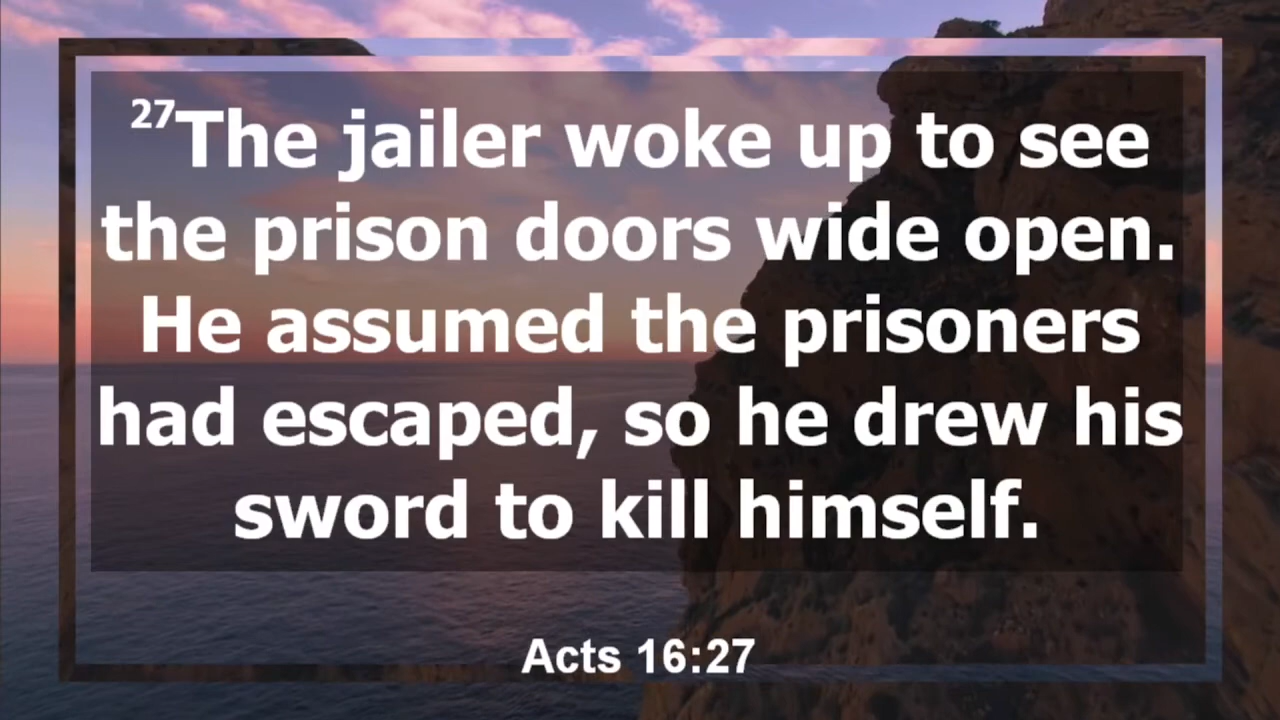 27The jailer woke up to see
the prison doors wide open.
He assumed the prisoners
had escaped, so he drew his
sword to kill himself.
Acts 16:27